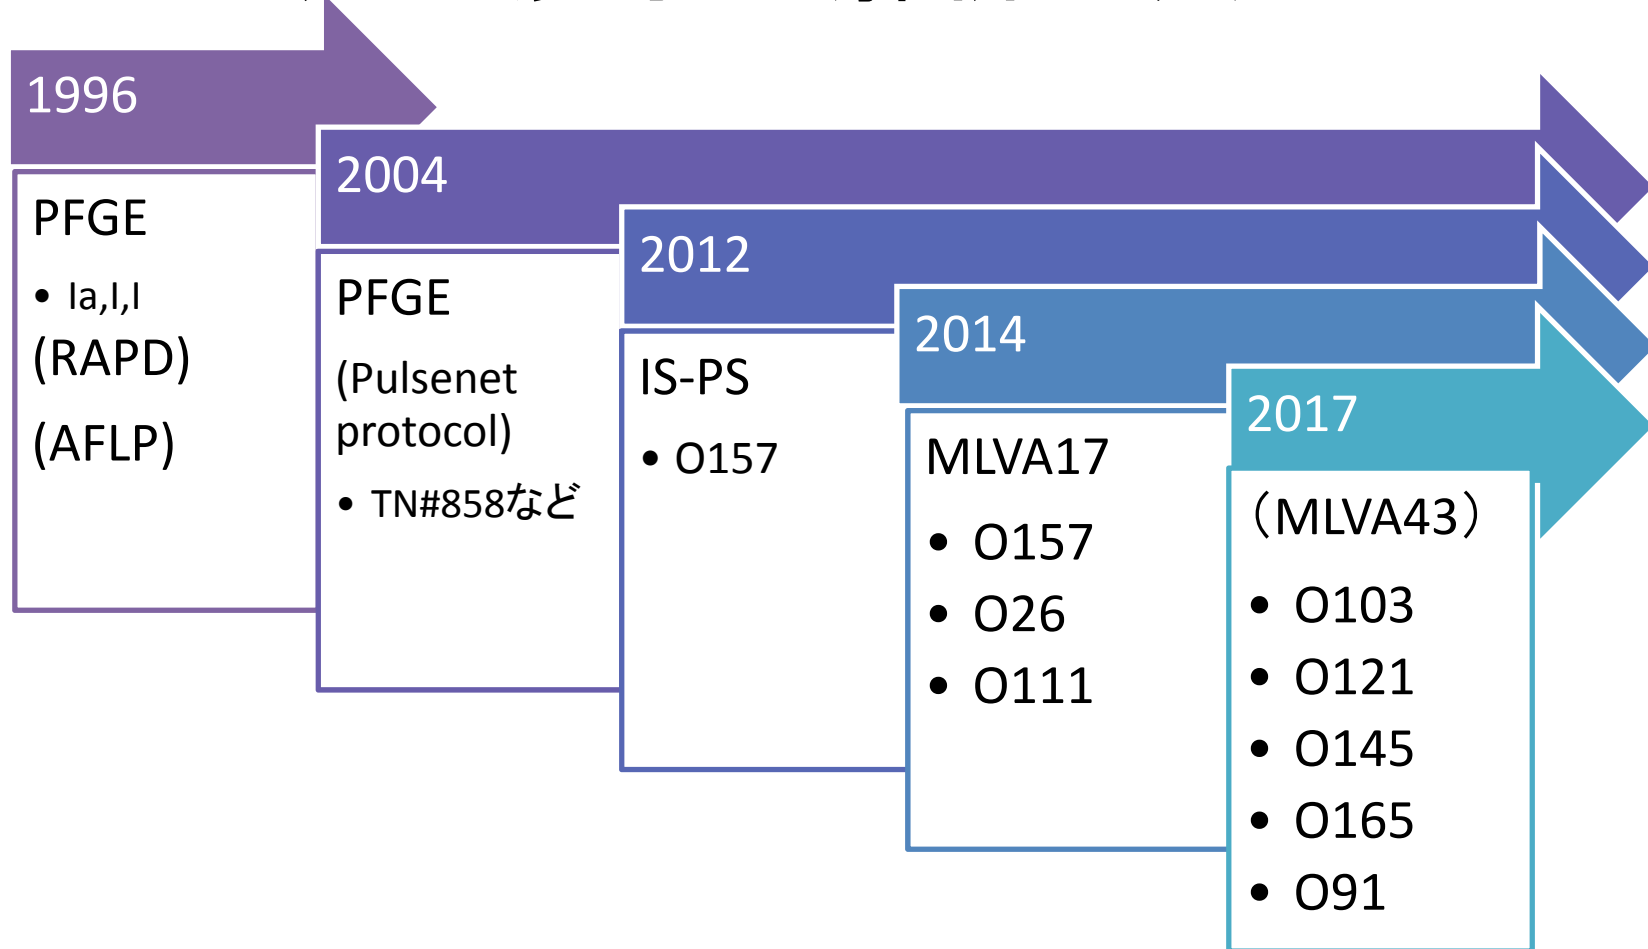 1996
PFGE
• Ia,I,I
(RAPD)
(AFLP)
2004
PFGE
(Pulsenet
protocol)
• TN#858など
2012
IS-PS
• O157
2014
MLVA17
• O157
• O26
• O111
2017
（MLVA43）
• O103
• O121
• O145
• O165
• O91